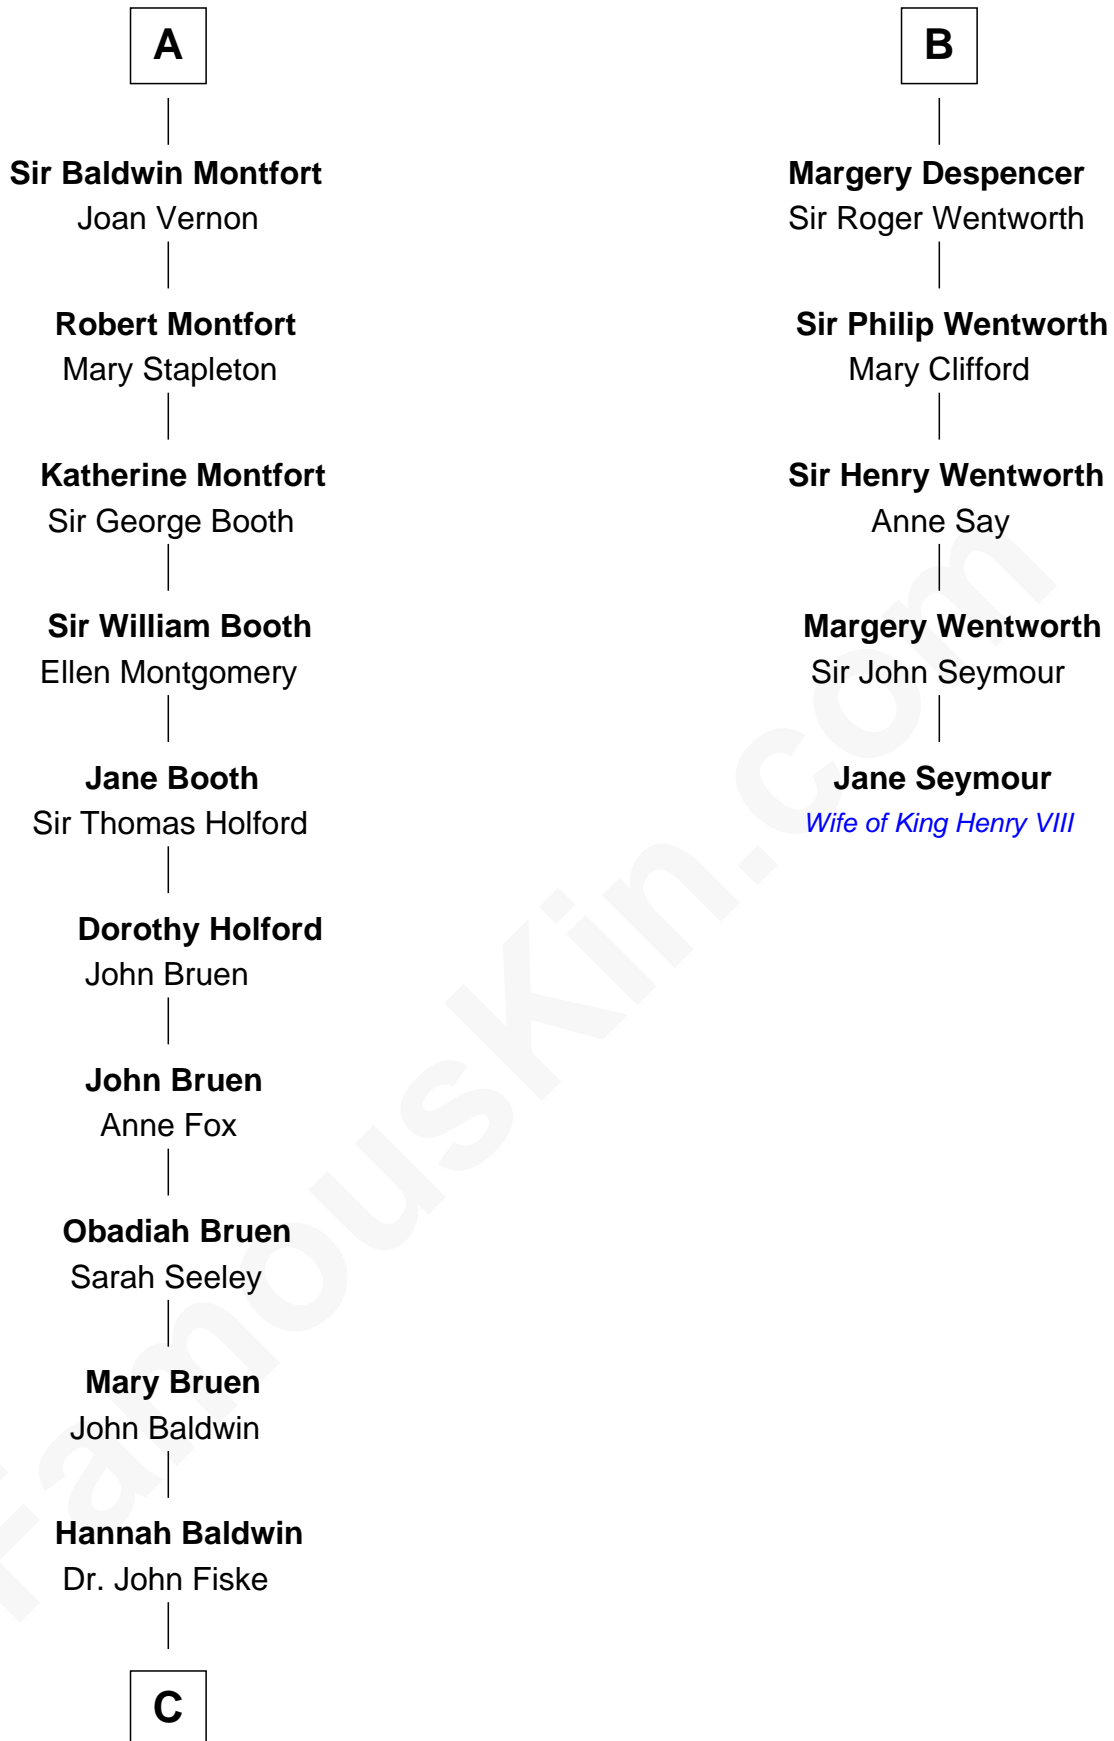 A
Sir Baldwin Montfort
Joan Vernon
Robert Montfort
Mary Stapleton
Katherine Montfort
Sir George Booth
Sir William Booth
Ellen Montgomery
Jane Booth
Sir Thomas Holford
Dorothy Holford
John Bruen
John Bruen
Anne Fox
Obadiah Bruen
Sarah Seeley
Mary Bruen
John Baldwin
Hannah Baldwin
Dr. John Fiske
C
B
Margery Despencer
Sir Roger Wentworth
Sir Philip Wentworth
Mary Clifford
Sir Henry Wentworth
Anne Say
Margery Wentworth
Sir John Seymour
Jane Seymour
Wife of King Henry VIII
FamousKin.com